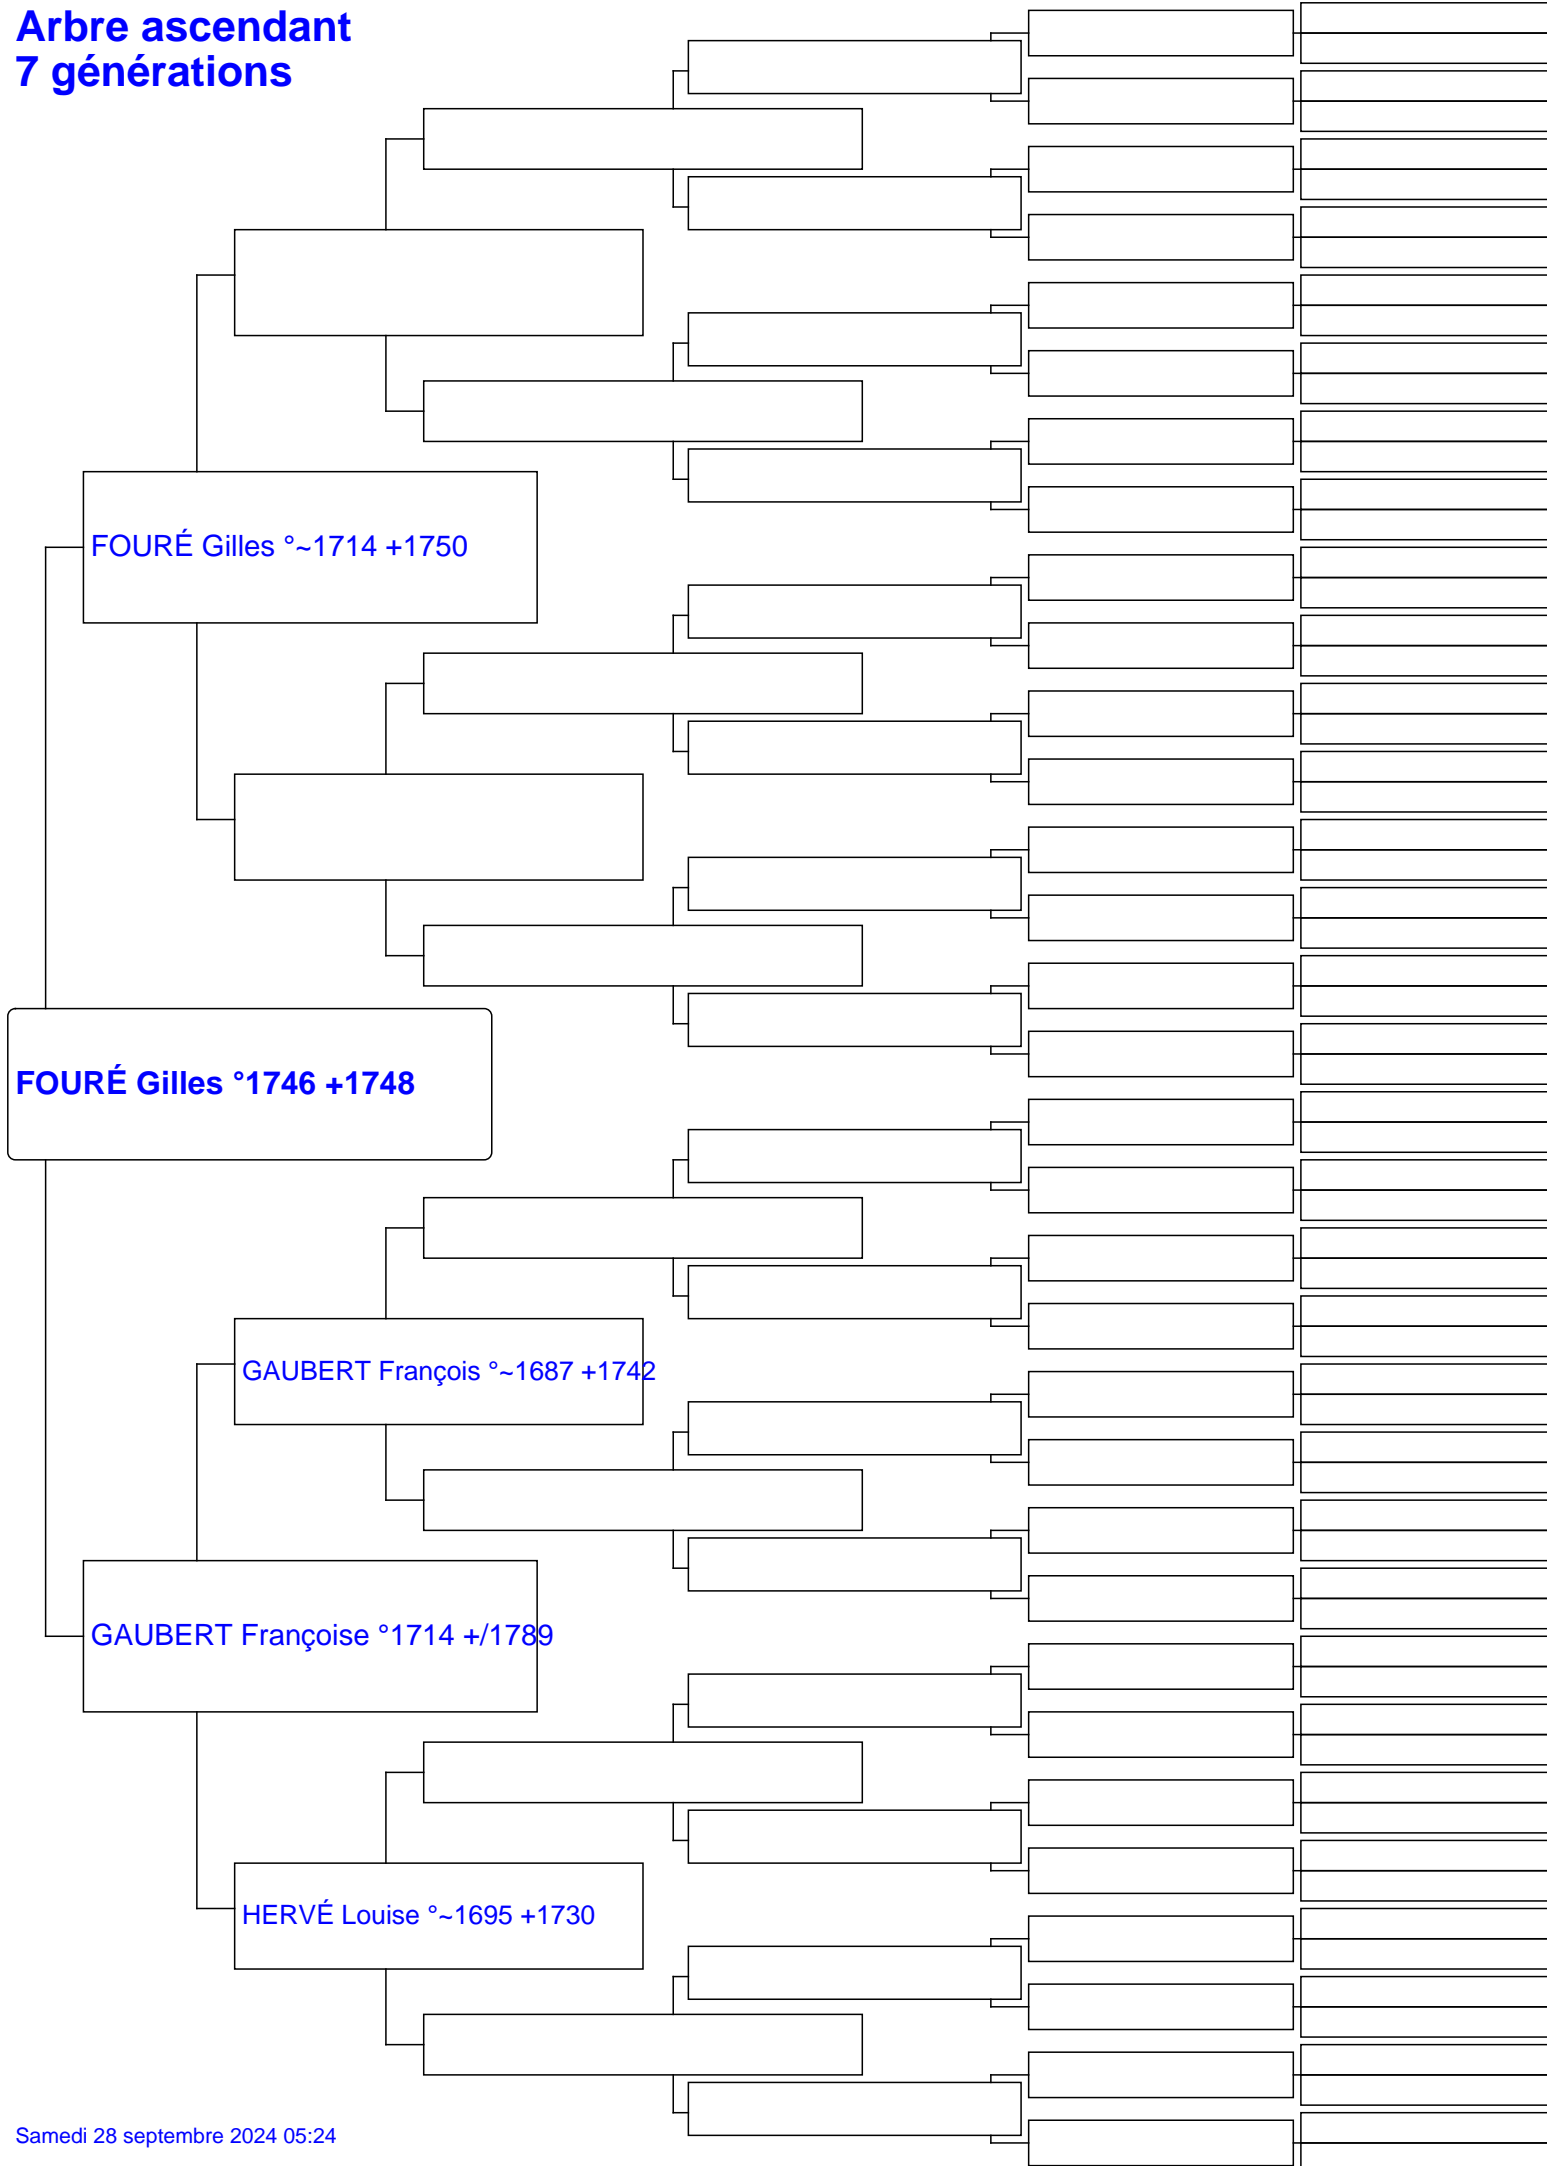 Arbre ascendant
7 générations
FOURÉ Gilles °~1714 +1750
FOURÉ Gilles °1746 +1748
GAUBERT François °~1687 +1742
GAUBERT Françoise °1714 +/1789
HERVÉ Louise °~1695 +1730
Samedi 28 septembre 2024 05:24